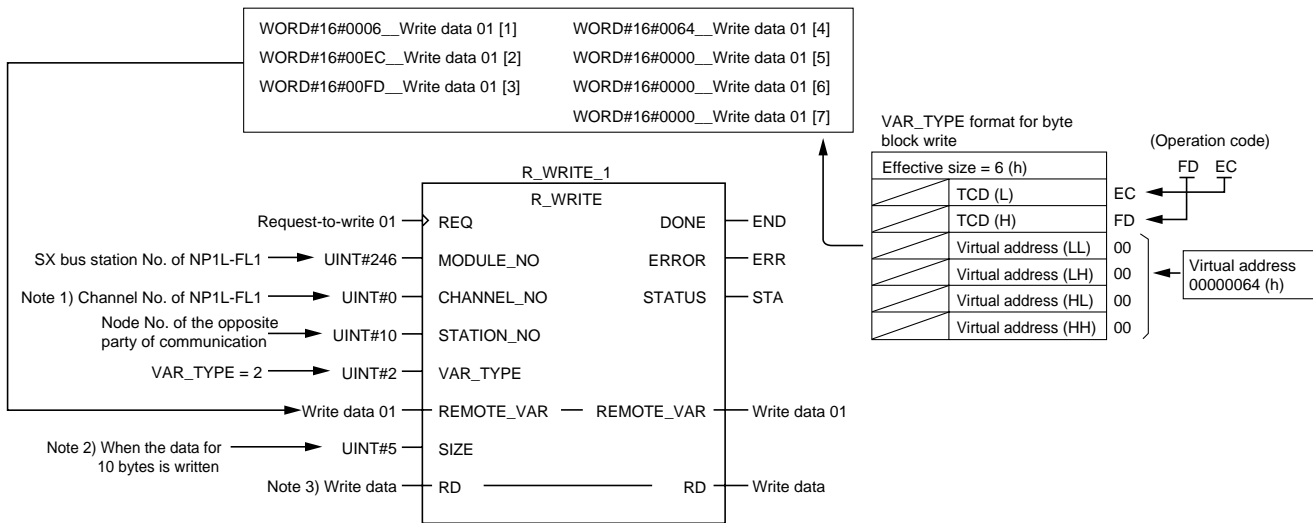 WORD#16#0006__Write data 01 [1]
WORD#16#00EC__Write data 01 [2]
WORD#16#00FD__Write data 01 [3]
WORD#16#0064__Write data 01 [4]
WORD#16#0000__Write data 01 [5]
WORD#16#0000__Write data 01 [6]
WORD#16#0000__Write data 01 [7]
VAR_TYPE format for byte
block write
(Operation code)
FD EC
Effective size = 6 (h)
TCD (L) EC
TCD (H) FD
Virtual address (LL) 00
Virtual address (LH) 00
Virtual address (HL) 00
Virtual address (HH) 00
Virtual address
00000064 (h)
R_WRITE_1
R_WRITE
Request-to-write 01 REQ DONE END
SX bus station No. of NP1L-FL1 UINT#246 MODULE_NO ERROR ERR
Note 1) Channel No. of NP1L-FL1 UINT#0 CHANNEL_NO STATUS STA
Node No. of the opposite
party of communication UINT#10 STATION_NO
VAR_TYPE = 2 UINT#2 VAR_TYPE
Write data 01 REMOTE_VAR REMOTE_VAR Write data 01
Note 2) When the data for
10 bytes is written UINT#5 SIZE
Note 3) Write data RD RD Write data